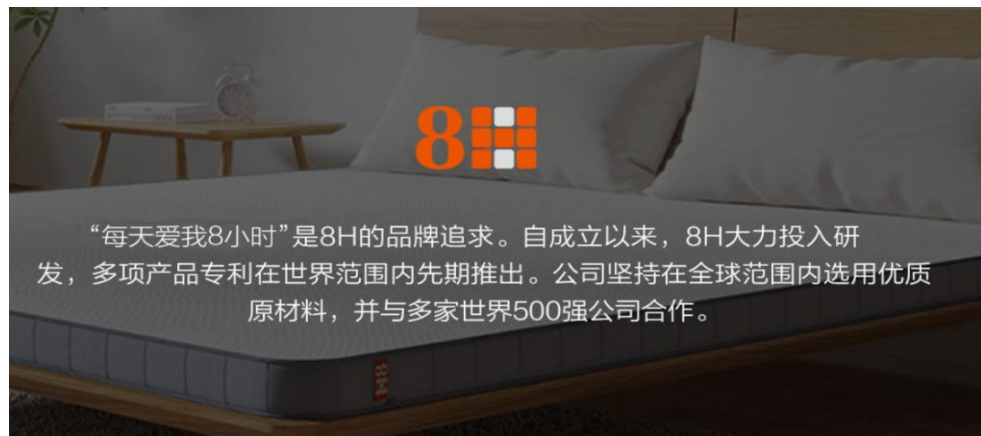 8H
“每天爱我8小时”是8H的品牌追求。自成立以来，8H大力投入研
发，多项产品专利在世界范围内先期推出。公司坚持在全球范围内选用优质
原材料，并与多家世界500强公司合作。
8H